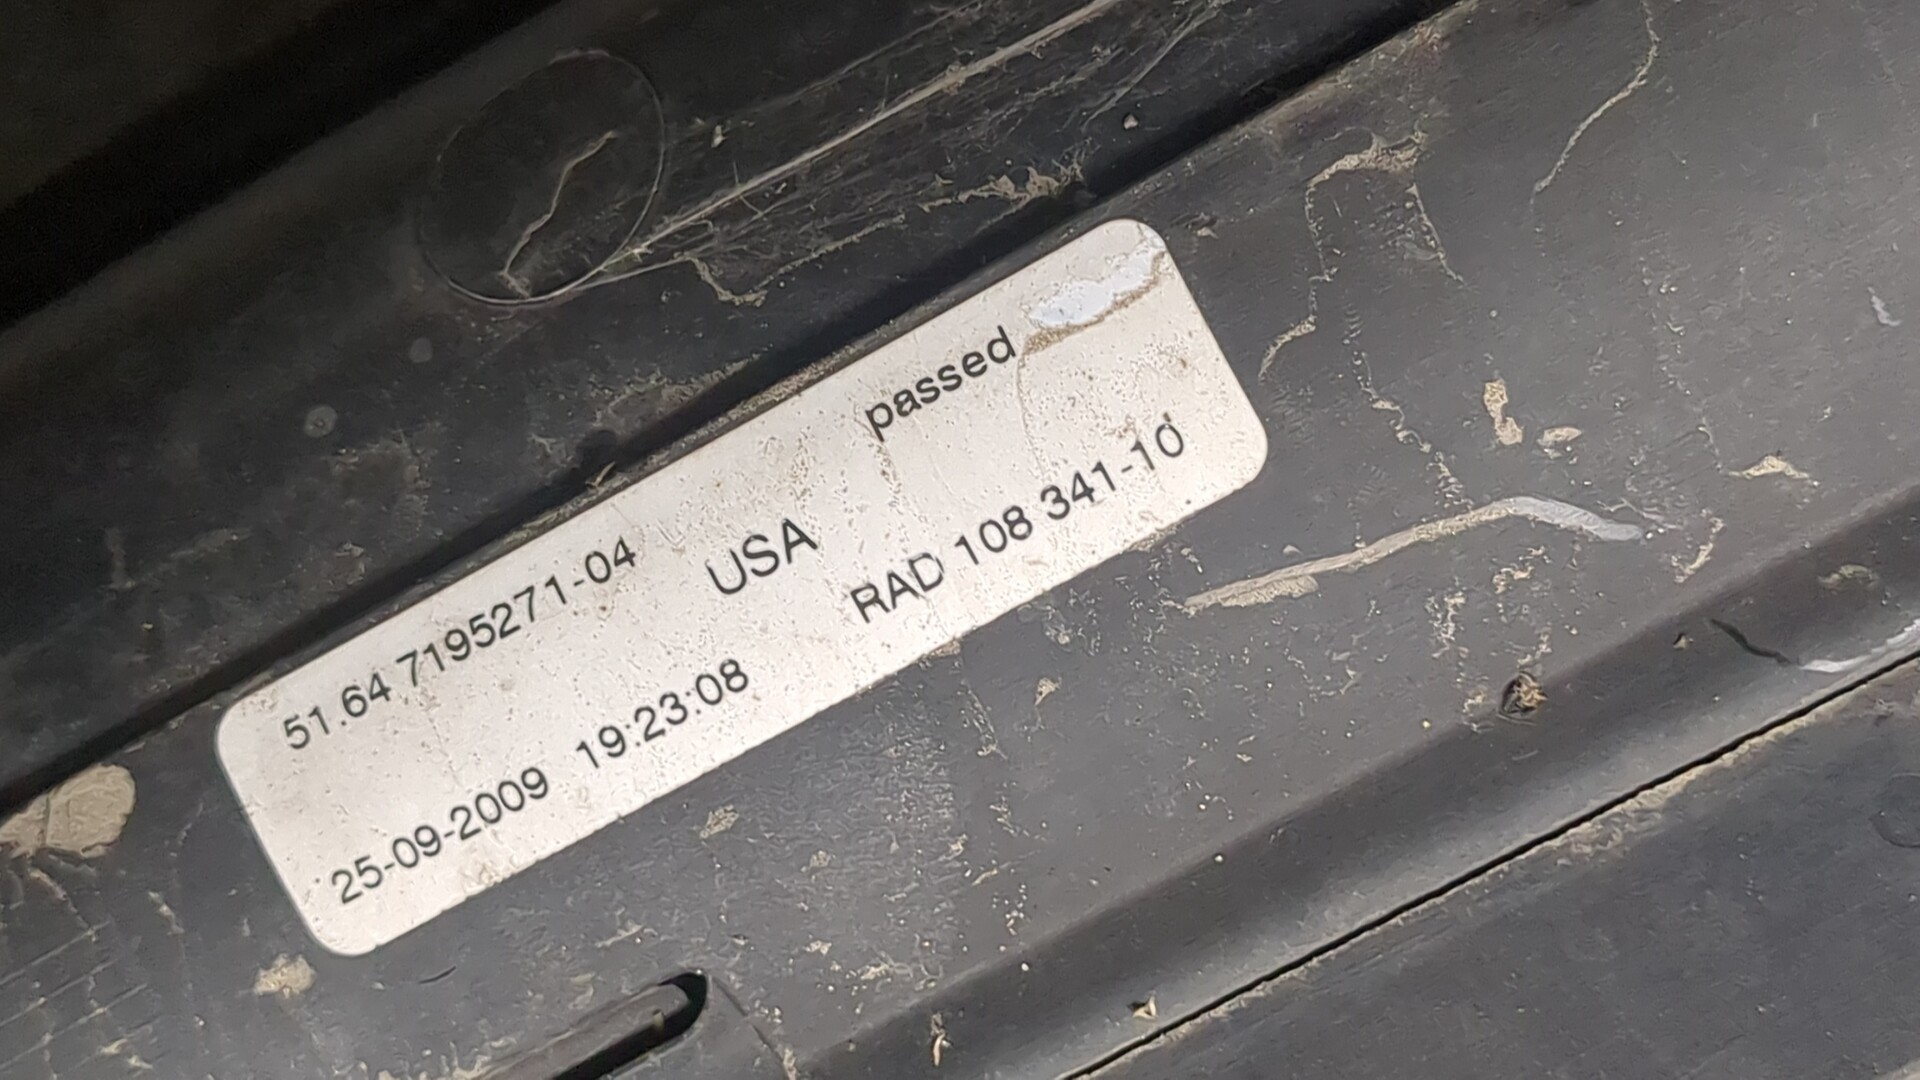 51.64 7195271-04 USA passed
25-09-2009 19:23:08 RAD 108 341-10